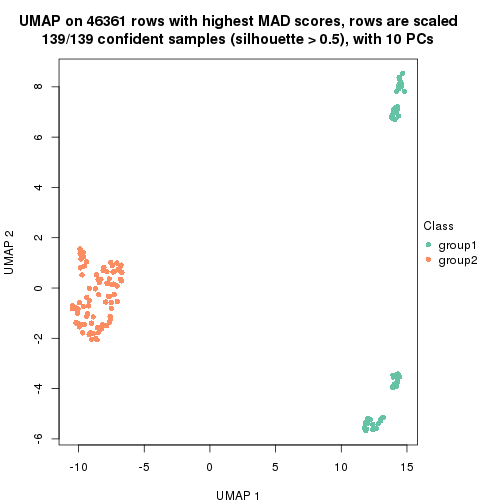 UMAP on 46361 rows with highest MAD scores, rows are scaled
139/139 confident samples (silhouette > 0.5), with 10 PCs
8
6
4
2
0
-2
-4
-6
UMAP 2
-10
-5
0
5
10
15
UMAP 1
Class
group1
group2